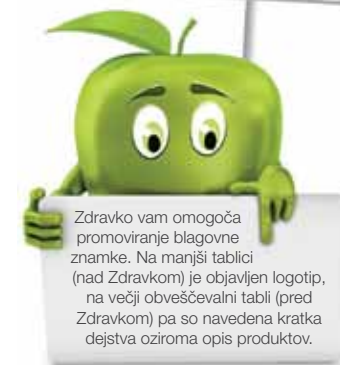 Zdravko vam omogoča
promoviranje blagovne
znamke. Na manjši tablici
(nad Zdravkom) je objavljen logotip,
na večji obveščevalni tabli (pred
Zdravkom) pa so navedena kratka
dejstva oziroma opis produktov.